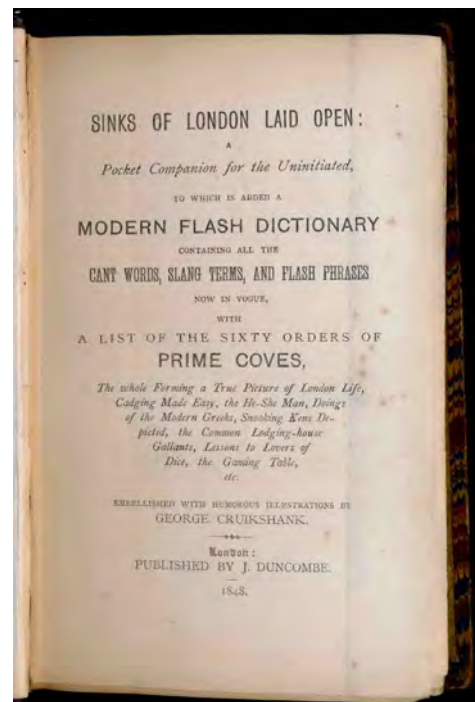 SINKS OF LONDON LAID OPEN:
A
Pocket Companion for the Uninitiated,
TO WHICH IS ADDED A
MODERN FLASH DICTIONARY
CONTAINING ALL THE
CANT WORDS, SLANG TERMS, AND FLASH PHRASES
NOW IN VOGUE,
WITH
A LIST OF THE SIXTY ORDERS OF
PRIME COVES,
The whole Forming a True Picture of London Life,
Cadging Made Easy, the He-She Man, Doings
of the Modern Greeks, Snooking Kens De-
picted, the Common Lodging-house
Gallants, Lessons to Lovers of
Dice, the Gaming Table,
etc.
EMBELLISHED WITH HUMOROUS ILLUSTRATIONS BY
GEORGE CRUIKSHANK.
London:
PUBLISHED BY J. DUNCOMBE.
1848.